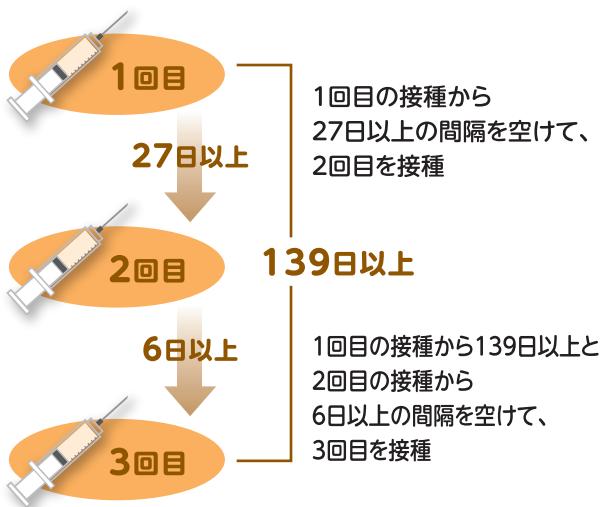 1回目
1回目の接種から
27日以上の間隔を空けて、
2回目を接種
27日以上
2回目
139日以上
6日以上
1回目の接種から139日以上と
2回目の接種から
6日以上の間隔を空けて、
3回目を接種
3回目